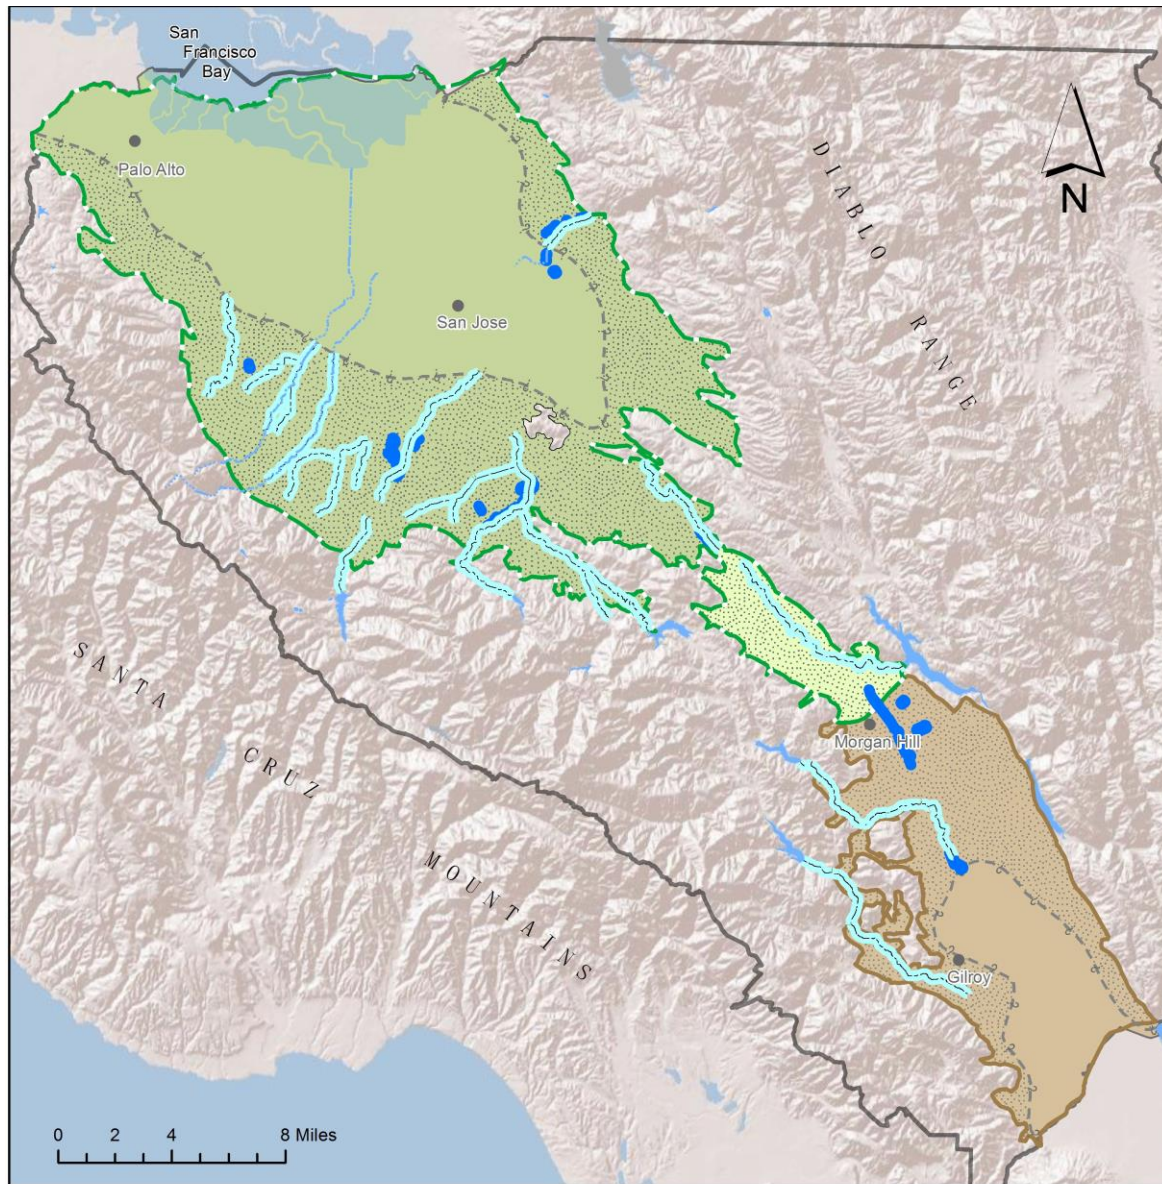 San
Francisco
Bay
Palo Alto
San Jose
DIABLO
RANGE
N
SANTA
CRUZ
MOUNTAINS
Morgan Hill
Gilroy
0 2 4 8 Miles